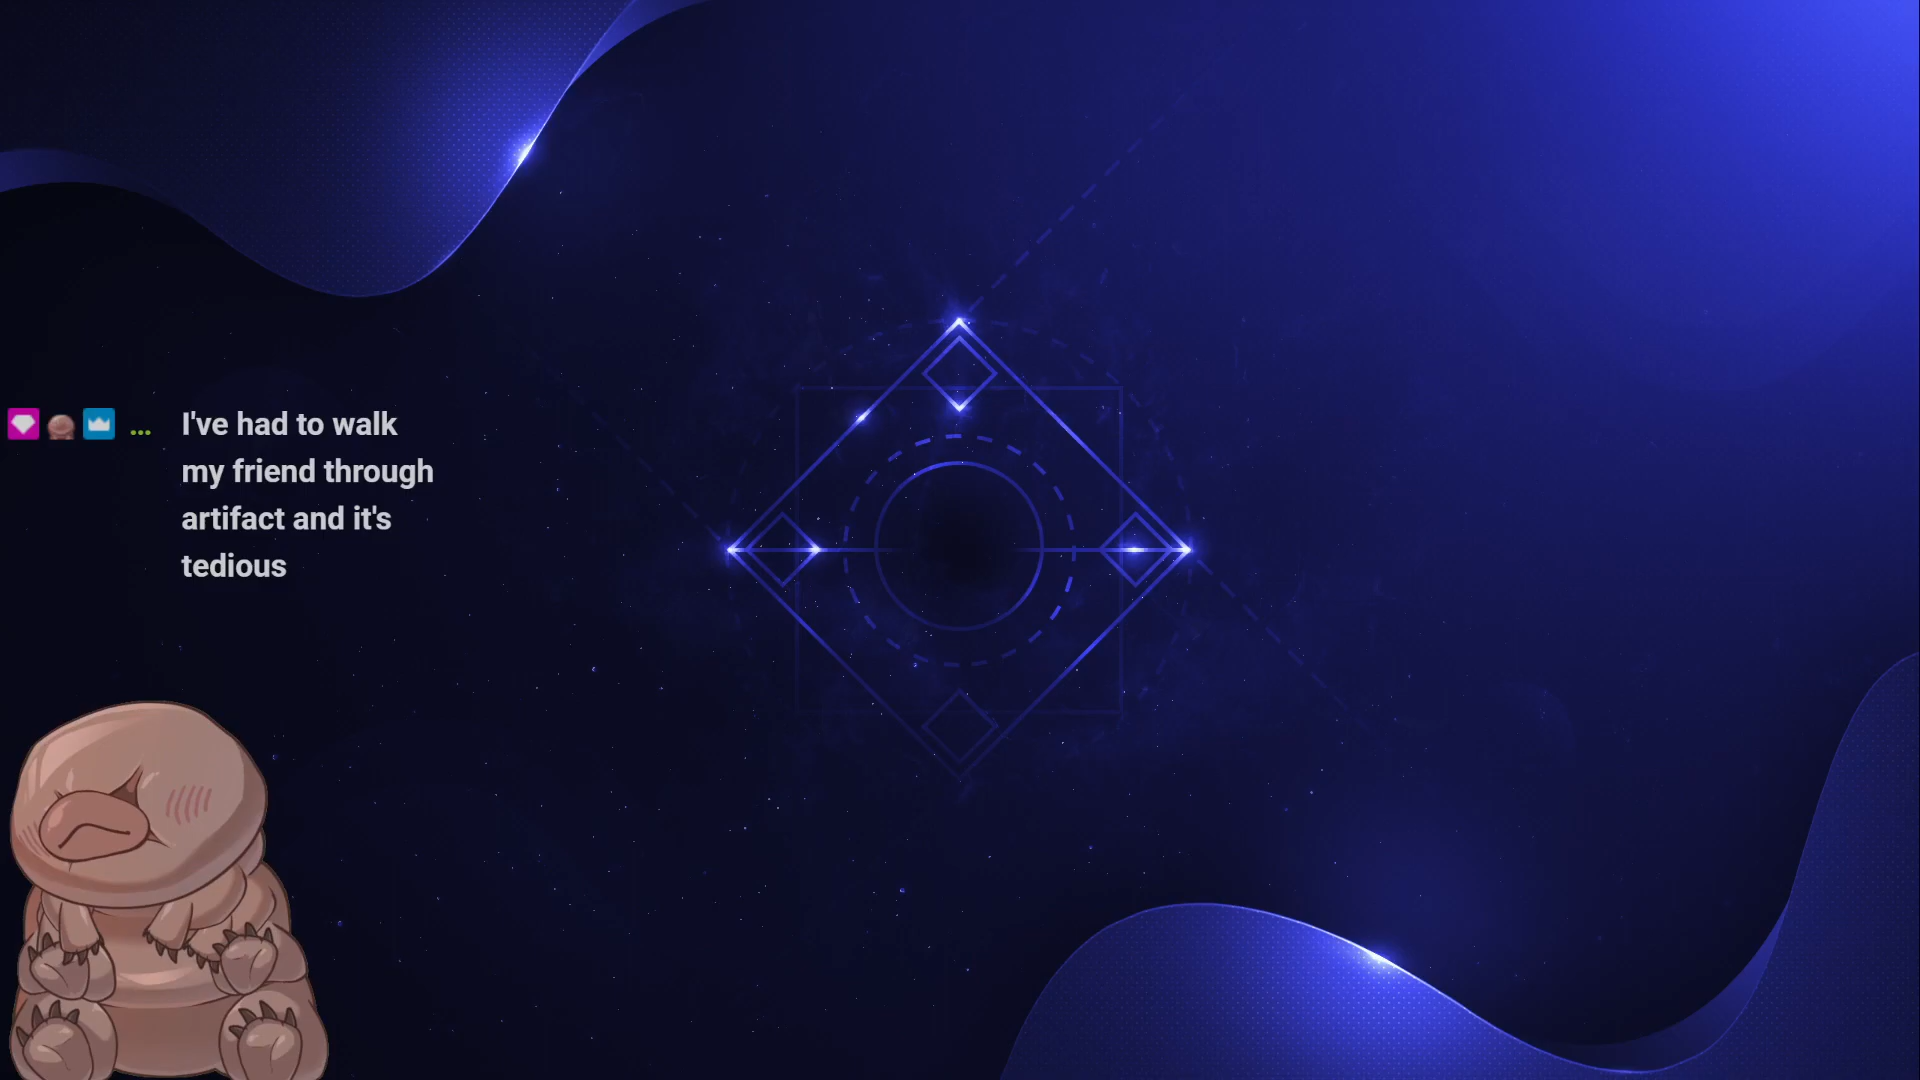 ... I've had to walk
my friend through
artifact and it's
tedious